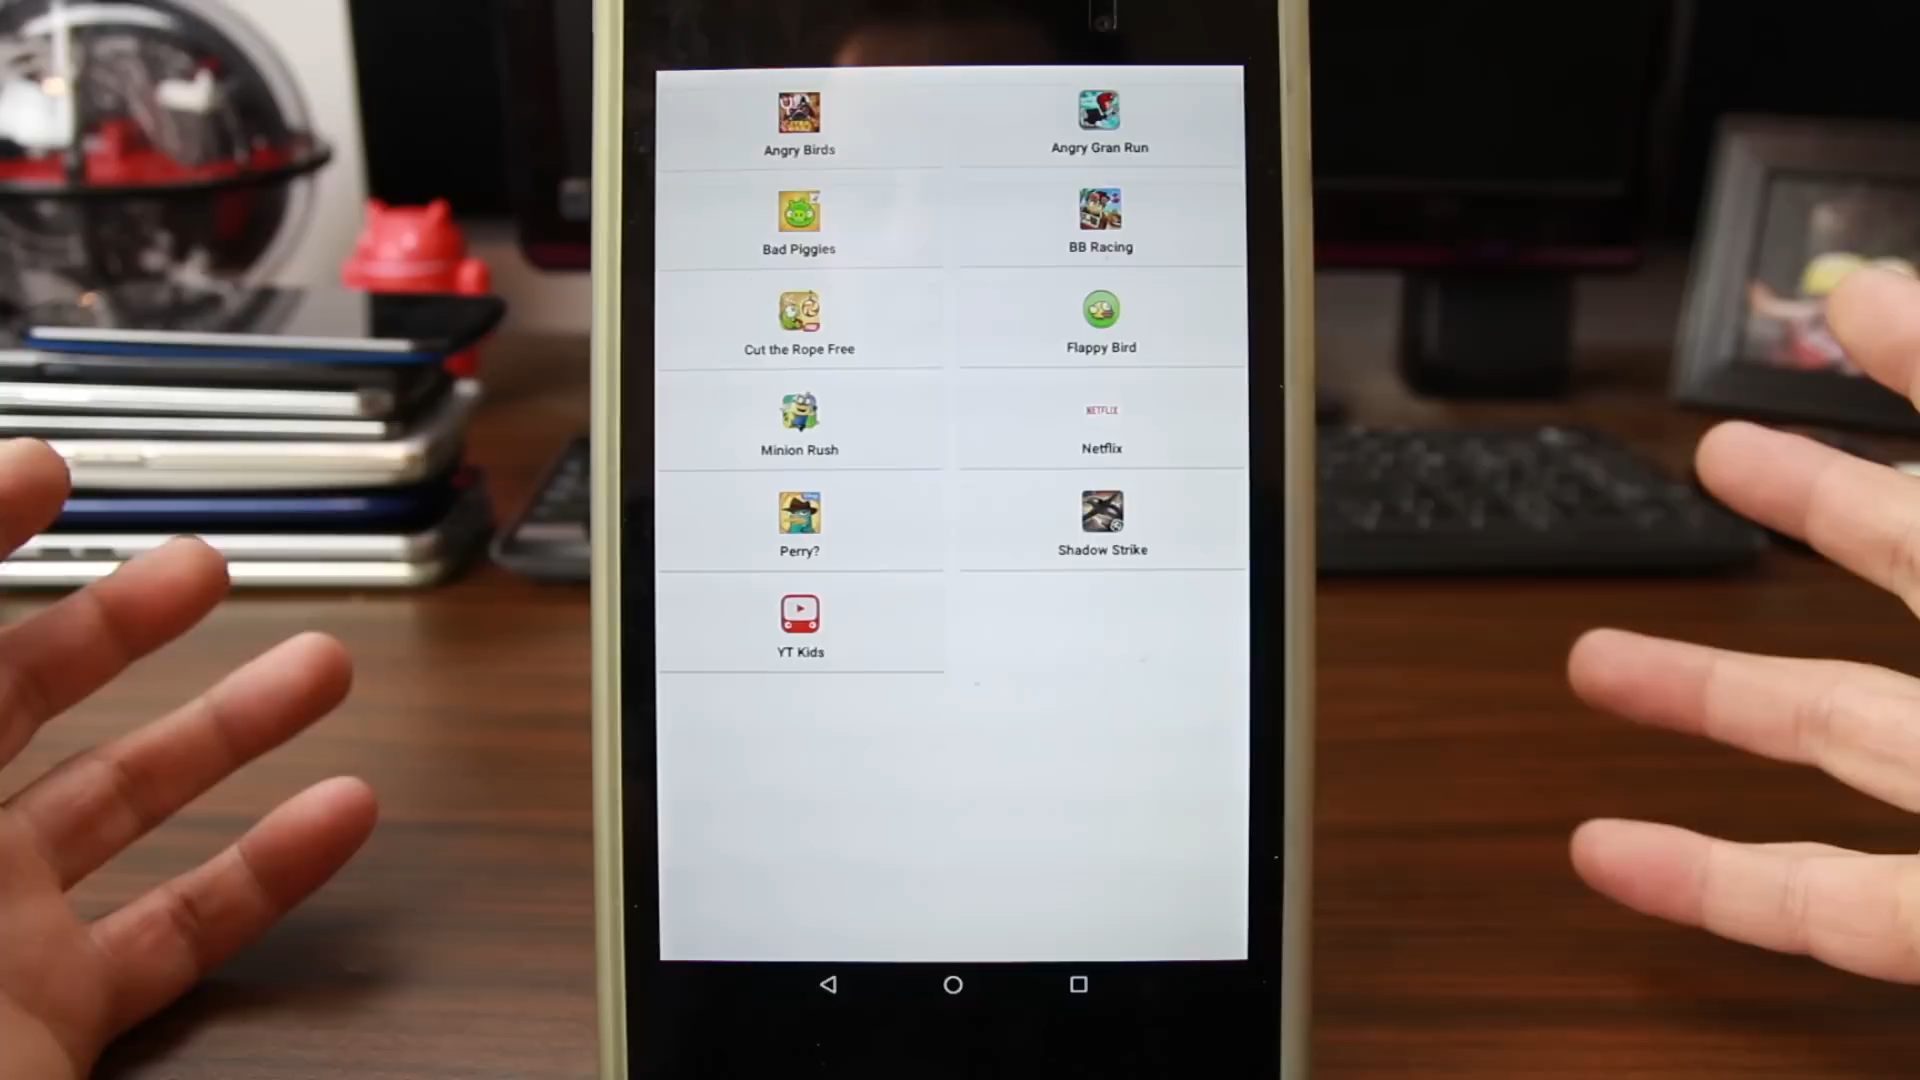 Angry Birds
Angry Gran Run
Bad Piggies
BB Racing
Cut the Rope Free
Flappy Bird
Minion Rush
NETFLIX
Netflix
Perry?
Shadow Strike
YT Kids